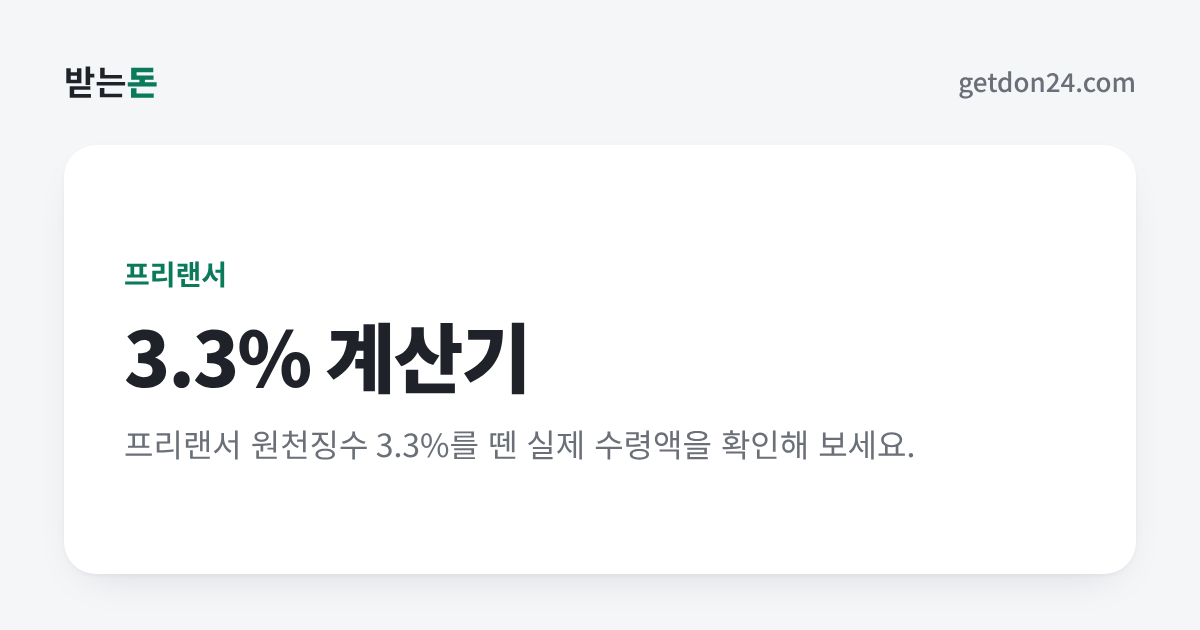 받는돈
getdon24.com
프리랜서
3.3% 계산기
프리랜서 원천징수 3.3%를 뗀 실제 수령액을 확인해 보세요.